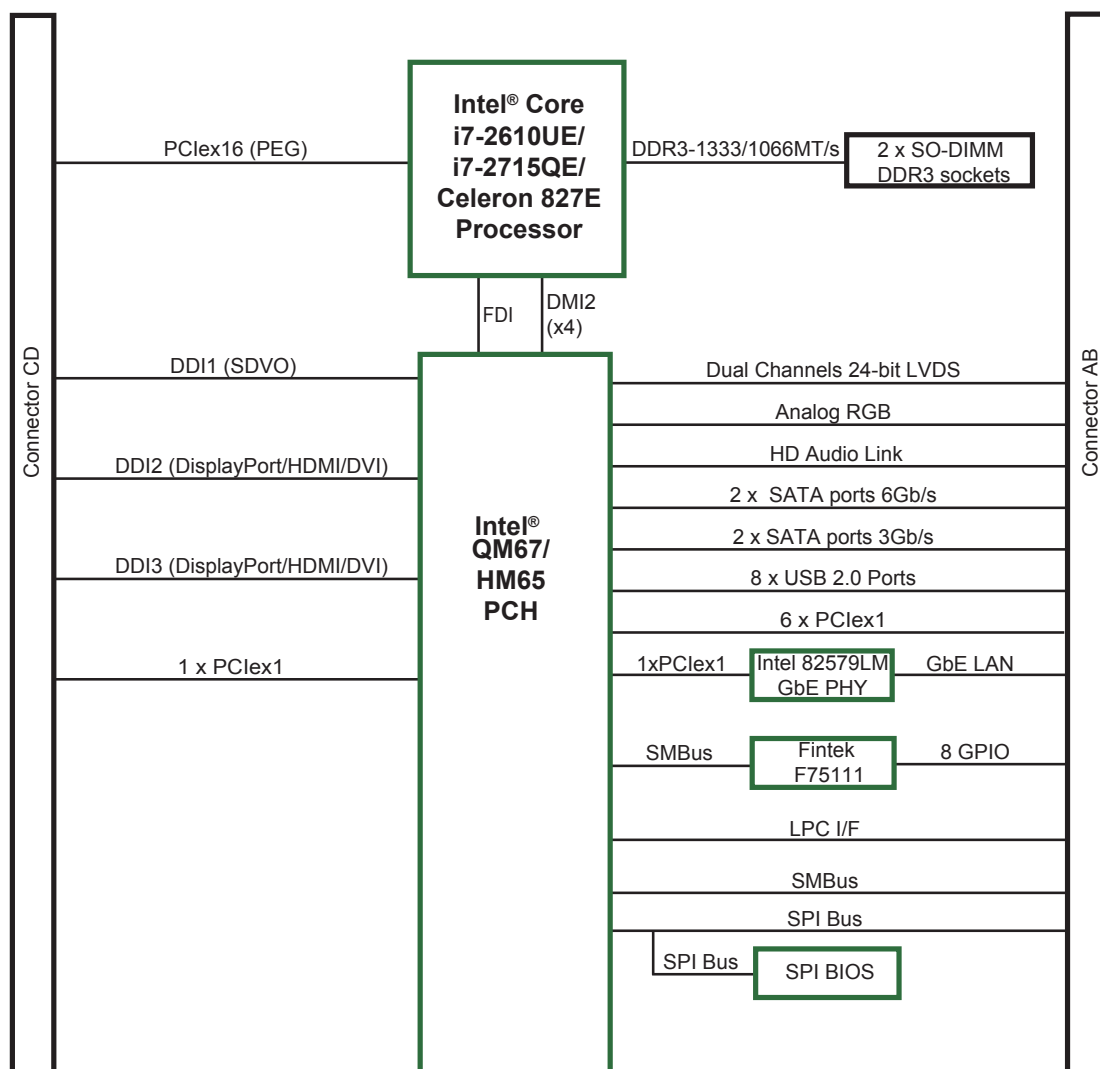 Intel® Core
i7-2610UE/
i7-2715QE/
Celeron 827E
Processor
PCIex16 (PEG)
DDR3-1333/1066MT/s
2 x SO-DIMM
DDR3 sockets
FDI
DMI2
(x4)
Connector CD
Connector AB
DDI1 (SDVO)
DDI2 (DisplayPort/HDMI/DVI)
DDI3 (DisplayPort/HDMI/DVI)
1 x PCIex1
Intel®
QM67/
HM65
PCH
Dual Channels 24-bit LVDS
Analog RGB
HD Audio Link
2 x  SATA ports 6Gb/s
2 x SATA ports 3Gb/s
8 x USB 2.0 Ports
6 x PCIex1
1xPCIex1
Intel 82579LM
GbE PHY
GbE LAN
SMBus
Fintek
F75111
8 GPIO
LPC I/F
SMBus
SPI Bus
SPI Bus
SPI BIOS